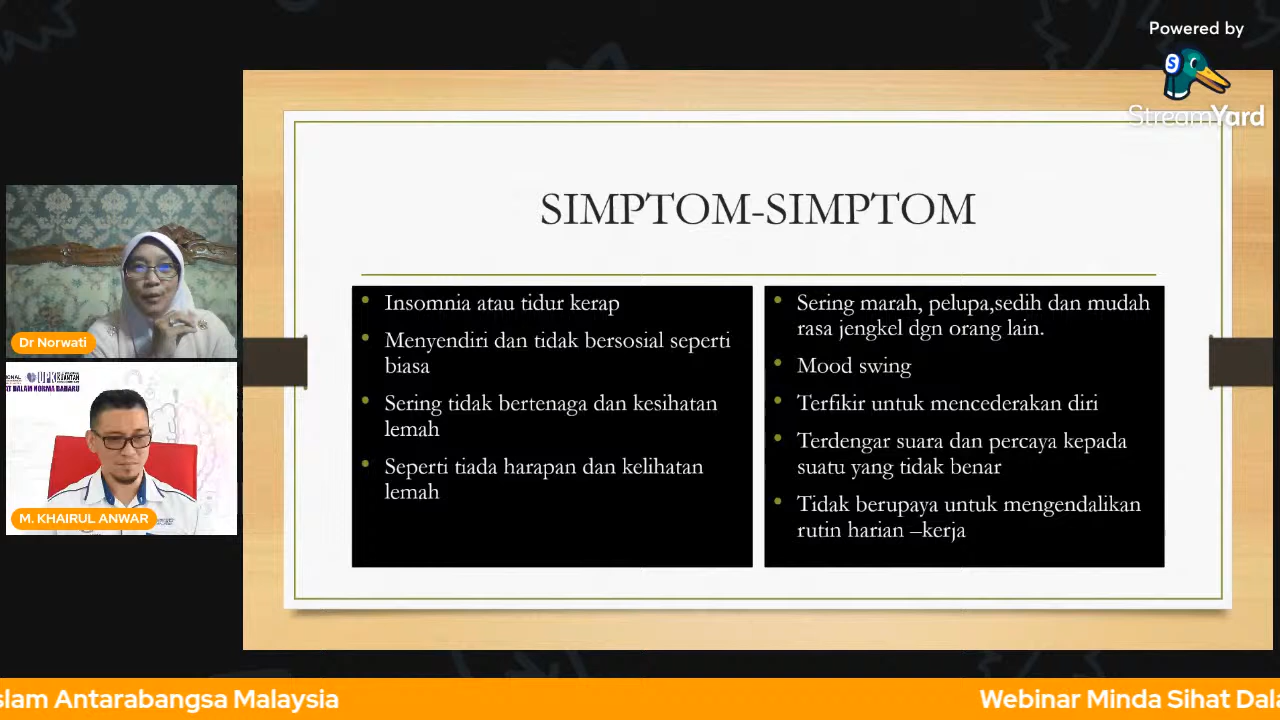 Powered by
StreamYard
SIMPTOM-SIMPTOM
Insomnia atau tidur kerap
Menyendiri dan tidak bersosial seperti
biasa
Sering tidak bertenaga dan kesihatan
lemah
Seperti tiada harapan dan kelihatan
lemah
Sering marah, pelupa,sedih dan mudah
rasa jengkel dgn orang lain.
Mood swing
Terfikir untuk mencederakan diri
Terdengar suara dan percaya kepada
suatu yang tidak benar
Tidak berupaya untuk mengendalikan
rutin harian –kerja
Dr Norwati
DALAM NORMA BAHARU
M. KHAIRUL ANWAR
slam Antarabangsa Malaysia
Webinar Minda Sihat Dala